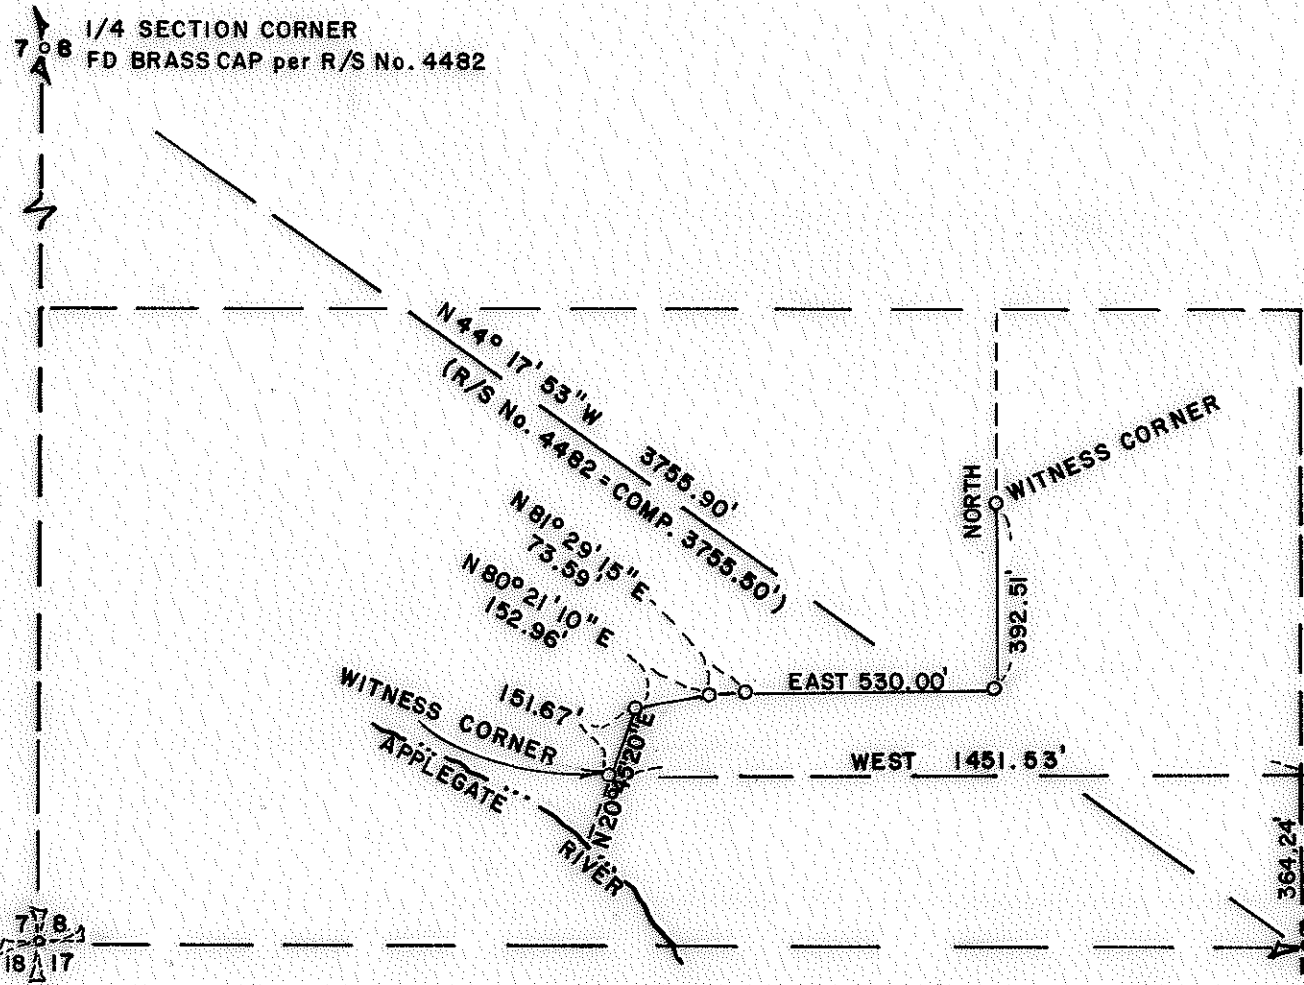 1/4 SECTION CORNER
7 8
FD BRASS CAP per R/S No. 4482
N 44° 17' 53" W 3755.90'
(R/S No. 4482 = COMP. 3755.50')
WITNESS CORNER
NORTH
N 81° 29' 15" E
73.59'
N 80° 21' 10" E
152.96'
392.51'
WITNESS CORNER
151.67'
EAST 530.00'
APPLEGATE
RIVER
WEST 1451.53'
364.24'
7 8
18 17